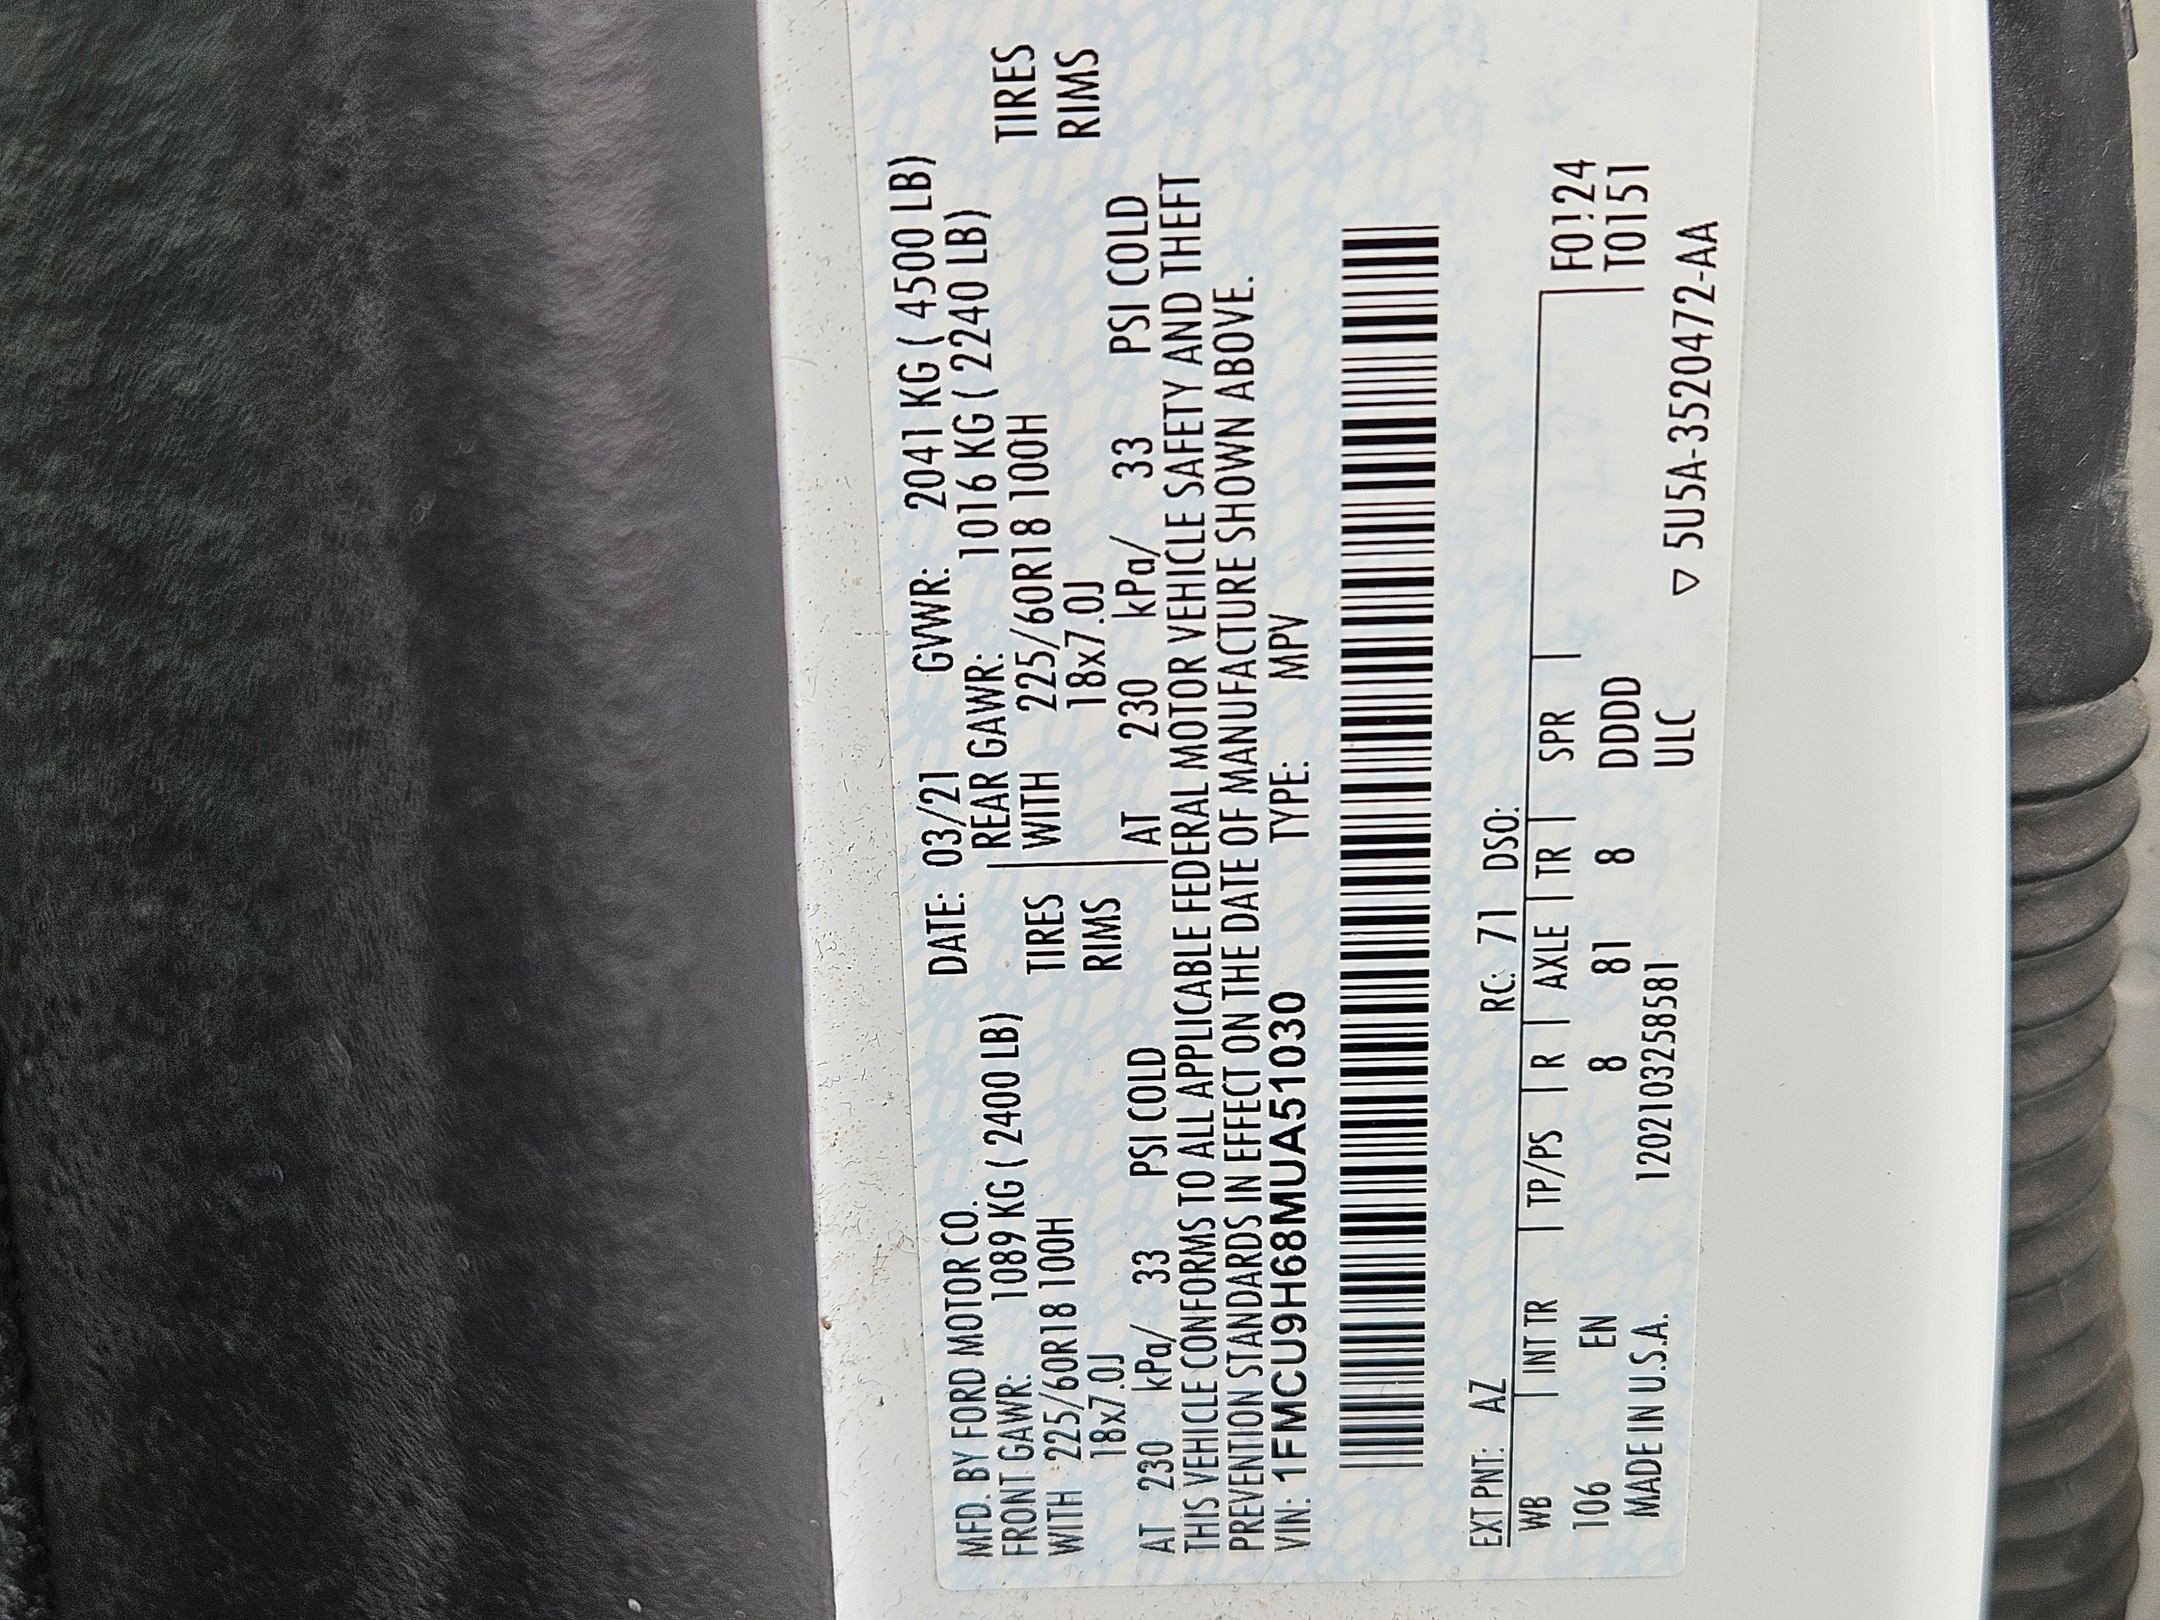 MFD. BY FORD MOTOR CO. DATE: 03/21 GVWR: 2041 KG ( 4500 LB)
FRONT GAWR: 1089 KG ( 2400 LB) REAR GAWR: 1016 KG ( 2240 LB)
WITH 225/60R18 100H TIRES WITH 225/60R18 100H TIRES
18x7.0J RIMS 18x7.0J RIMS
AT 230 kPa/ 33 PSI COLD AT 230 kPa/ 33 PSI COLD
THIS VEHICLE CONFORMS TO ALL APPLICABLE FEDERAL MOTOR VEHICLE SAFETY AND THEFT
PREVENTION STANDARDS IN EFFECT ON THE DATE OF MANUFACTURE SHOWN ABOVE.
VIN: 1FMCU9H68MUA51030 TYPE: MPV
EXT PNT: AZ RC: 71 DSO:
WB INT TR TP/PS R AXLE TR SPR F0124
106 EN 8 81 8 DDDDD T0151
MADE IN U.S.A. 1202103258581 ULC ▽ 5U5A-3520472-AA